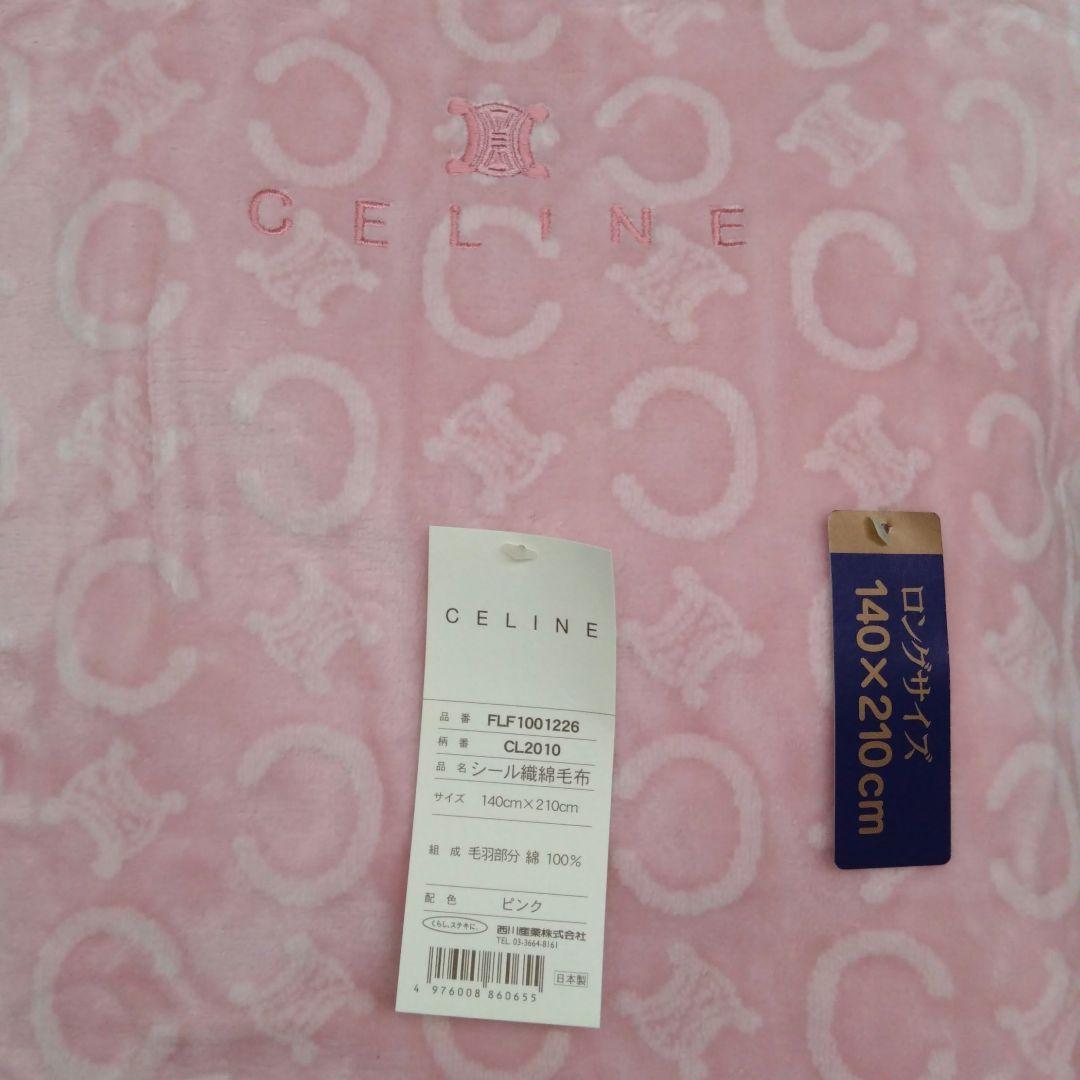 CELINE
CELINE
品番 FLF1001226
柄番 CL2010
品名 シール織綿毛布
サイズ 140cm×210cm
組成 毛羽部分 綿 100%
配色 ピンク
くらし、ステキに。 西川産業株式会社
TEL. 03-3664-8161
4 976008 860655
日本製
ロングサイズ
140×210cm